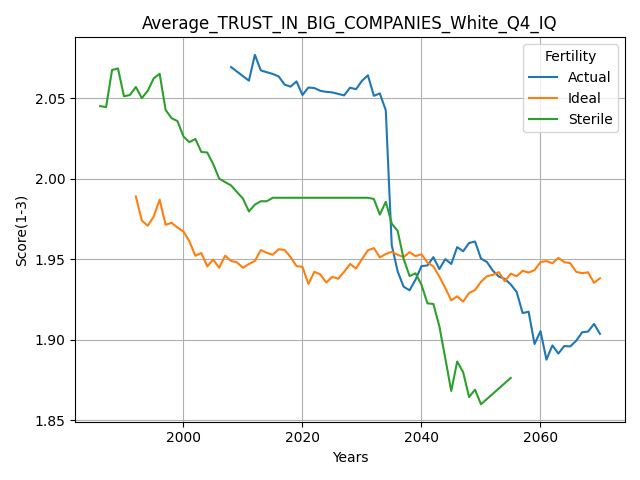 Average_TRUST_IN_BIG_COMPANIES_White_Q4_IQ
Fertility
Actual
Ideal
Sterile
Score(1-3)
2.05
2.00
1.95
1.90
1.85
2000
2020
2040
2060
Years